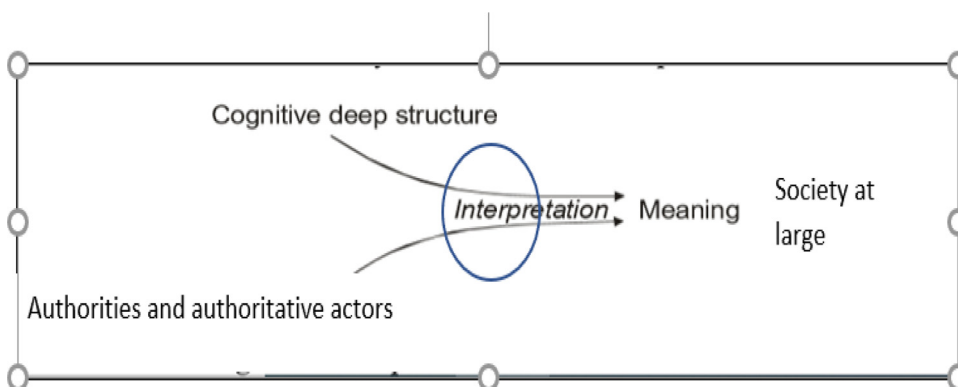 Cognitive deep structure
Interpretation Meaning
Society at
large
Authorities and authoritative actors